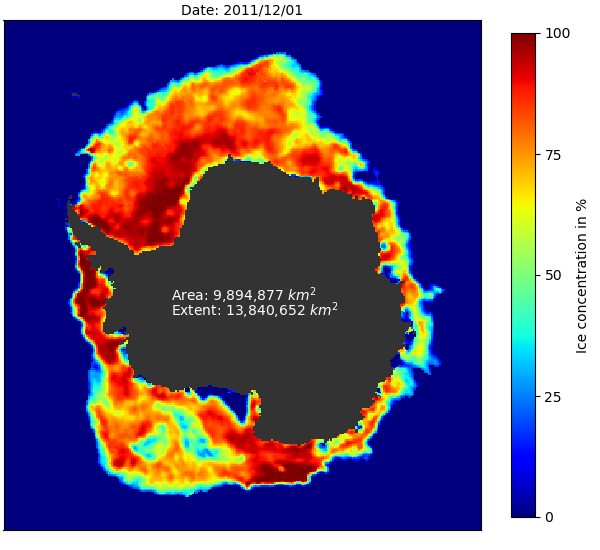 Date: 2011/12/01
Area: 9,894,877 km²
Extent: 13,840,652 km²
100
75
50
25
0
Ice concentration in %